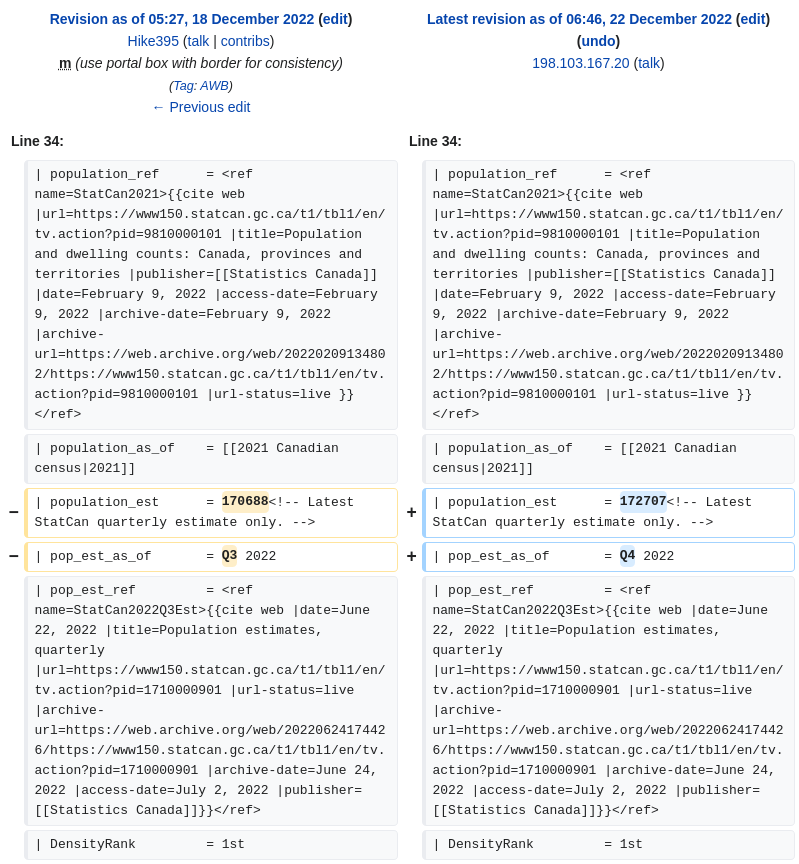 Revision as of 05:27, 18 December 2022 (edit)
Hike395 (talk | contribs)
m (use portal box with border for consistency)
(Tag: AWB)
← Previous edit
Latest revision as of 06:46, 22 December 2022 (edit)
(undo)
198.103.167.20 (talk)
Line 34:
| population_ref      = <ref
name=StatCan2021>{{cite web
|url=https://www150.statcan.gc.ca/t1/tbl1/en/
tv.action?pid=9810000101 |title=Population
and dwelling counts: Canada, provinces and
territories |publisher=[[Statistics Canada]]
|date=February 9, 2022 |access-date=February
9, 2022 |archive-date=February 9, 2022
|archive-
url=https://web.archive.org/web/2022020913480
2/https://www150.statcan.gc.ca/t1/tbl1/en/tv.
action?pid=9810000101 |url-status=live }}
</ref>
| population_as_of    = [[2021 Canadian
census|2021]]
− | population_est      = 170688<!-- Latest
StatCan quarterly estimate only. -->
− | pop_est_as_of       = Q3 2022
| pop_est_ref         = <ref
name=StatCan2022Q3Est>{{cite web |date=June
22, 2022 |title=Population estimates,
quarterly
|url=https://www150.statcan.gc.ca/t1/tbl1/en/
tv.action?pid=1710000901 |url-status=live
|archive-
url=https://web.archive.org/web/2022062417442
6/https://www150.statcan.gc.ca/t1/tbl1/en/tv.
action?pid=1710000901 |archive-date=June 24,
2022 |access-date=July 2, 2022 |publisher=
[[Statistics Canada]]}}</ref>
| DensityRank         = 1st
Line 34:
| population_ref      = <ref
name=StatCan2021>{{cite web
|url=https://www150.statcan.gc.ca/t1/tbl1/en/
tv.action?pid=9810000101 |title=Population
and dwelling counts: Canada, provinces and
territories |publisher=[[Statistics Canada]]
|date=February 9, 2022 |access-date=February
9, 2022 |archive-date=February 9, 2022
|archive-
url=https://web.archive.org/web/2022020913480
2/https://www150.statcan.gc.ca/t1/tbl1/en/tv.
action?pid=9810000101 |url-status=live }}
</ref>
| population_as_of    = [[2021 Canadian
census|2021]]
+ | population_est      = 172707<!-- Latest
StatCan quarterly estimate only. -->
+ | pop_est_as_of       = Q4 2022
| pop_est_ref         = <ref
name=StatCan2022Q3Est>{{cite web |date=June
22, 2022 |title=Population estimates,
quarterly
|url=https://www150.statcan.gc.ca/t1/tbl1/en/
tv.action?pid=1710000901 |url-status=live
|archive-
url=https://web.archive.org/web/2022062417442
6/https://www150.statcan.gc.ca/t1/tbl1/en/tv.
action?pid=1710000901 |archive-date=June 24,
2022 |access-date=July 2, 2022 |publisher=
[[Statistics Canada]]}}</ref>
| DensityRank         = 1st